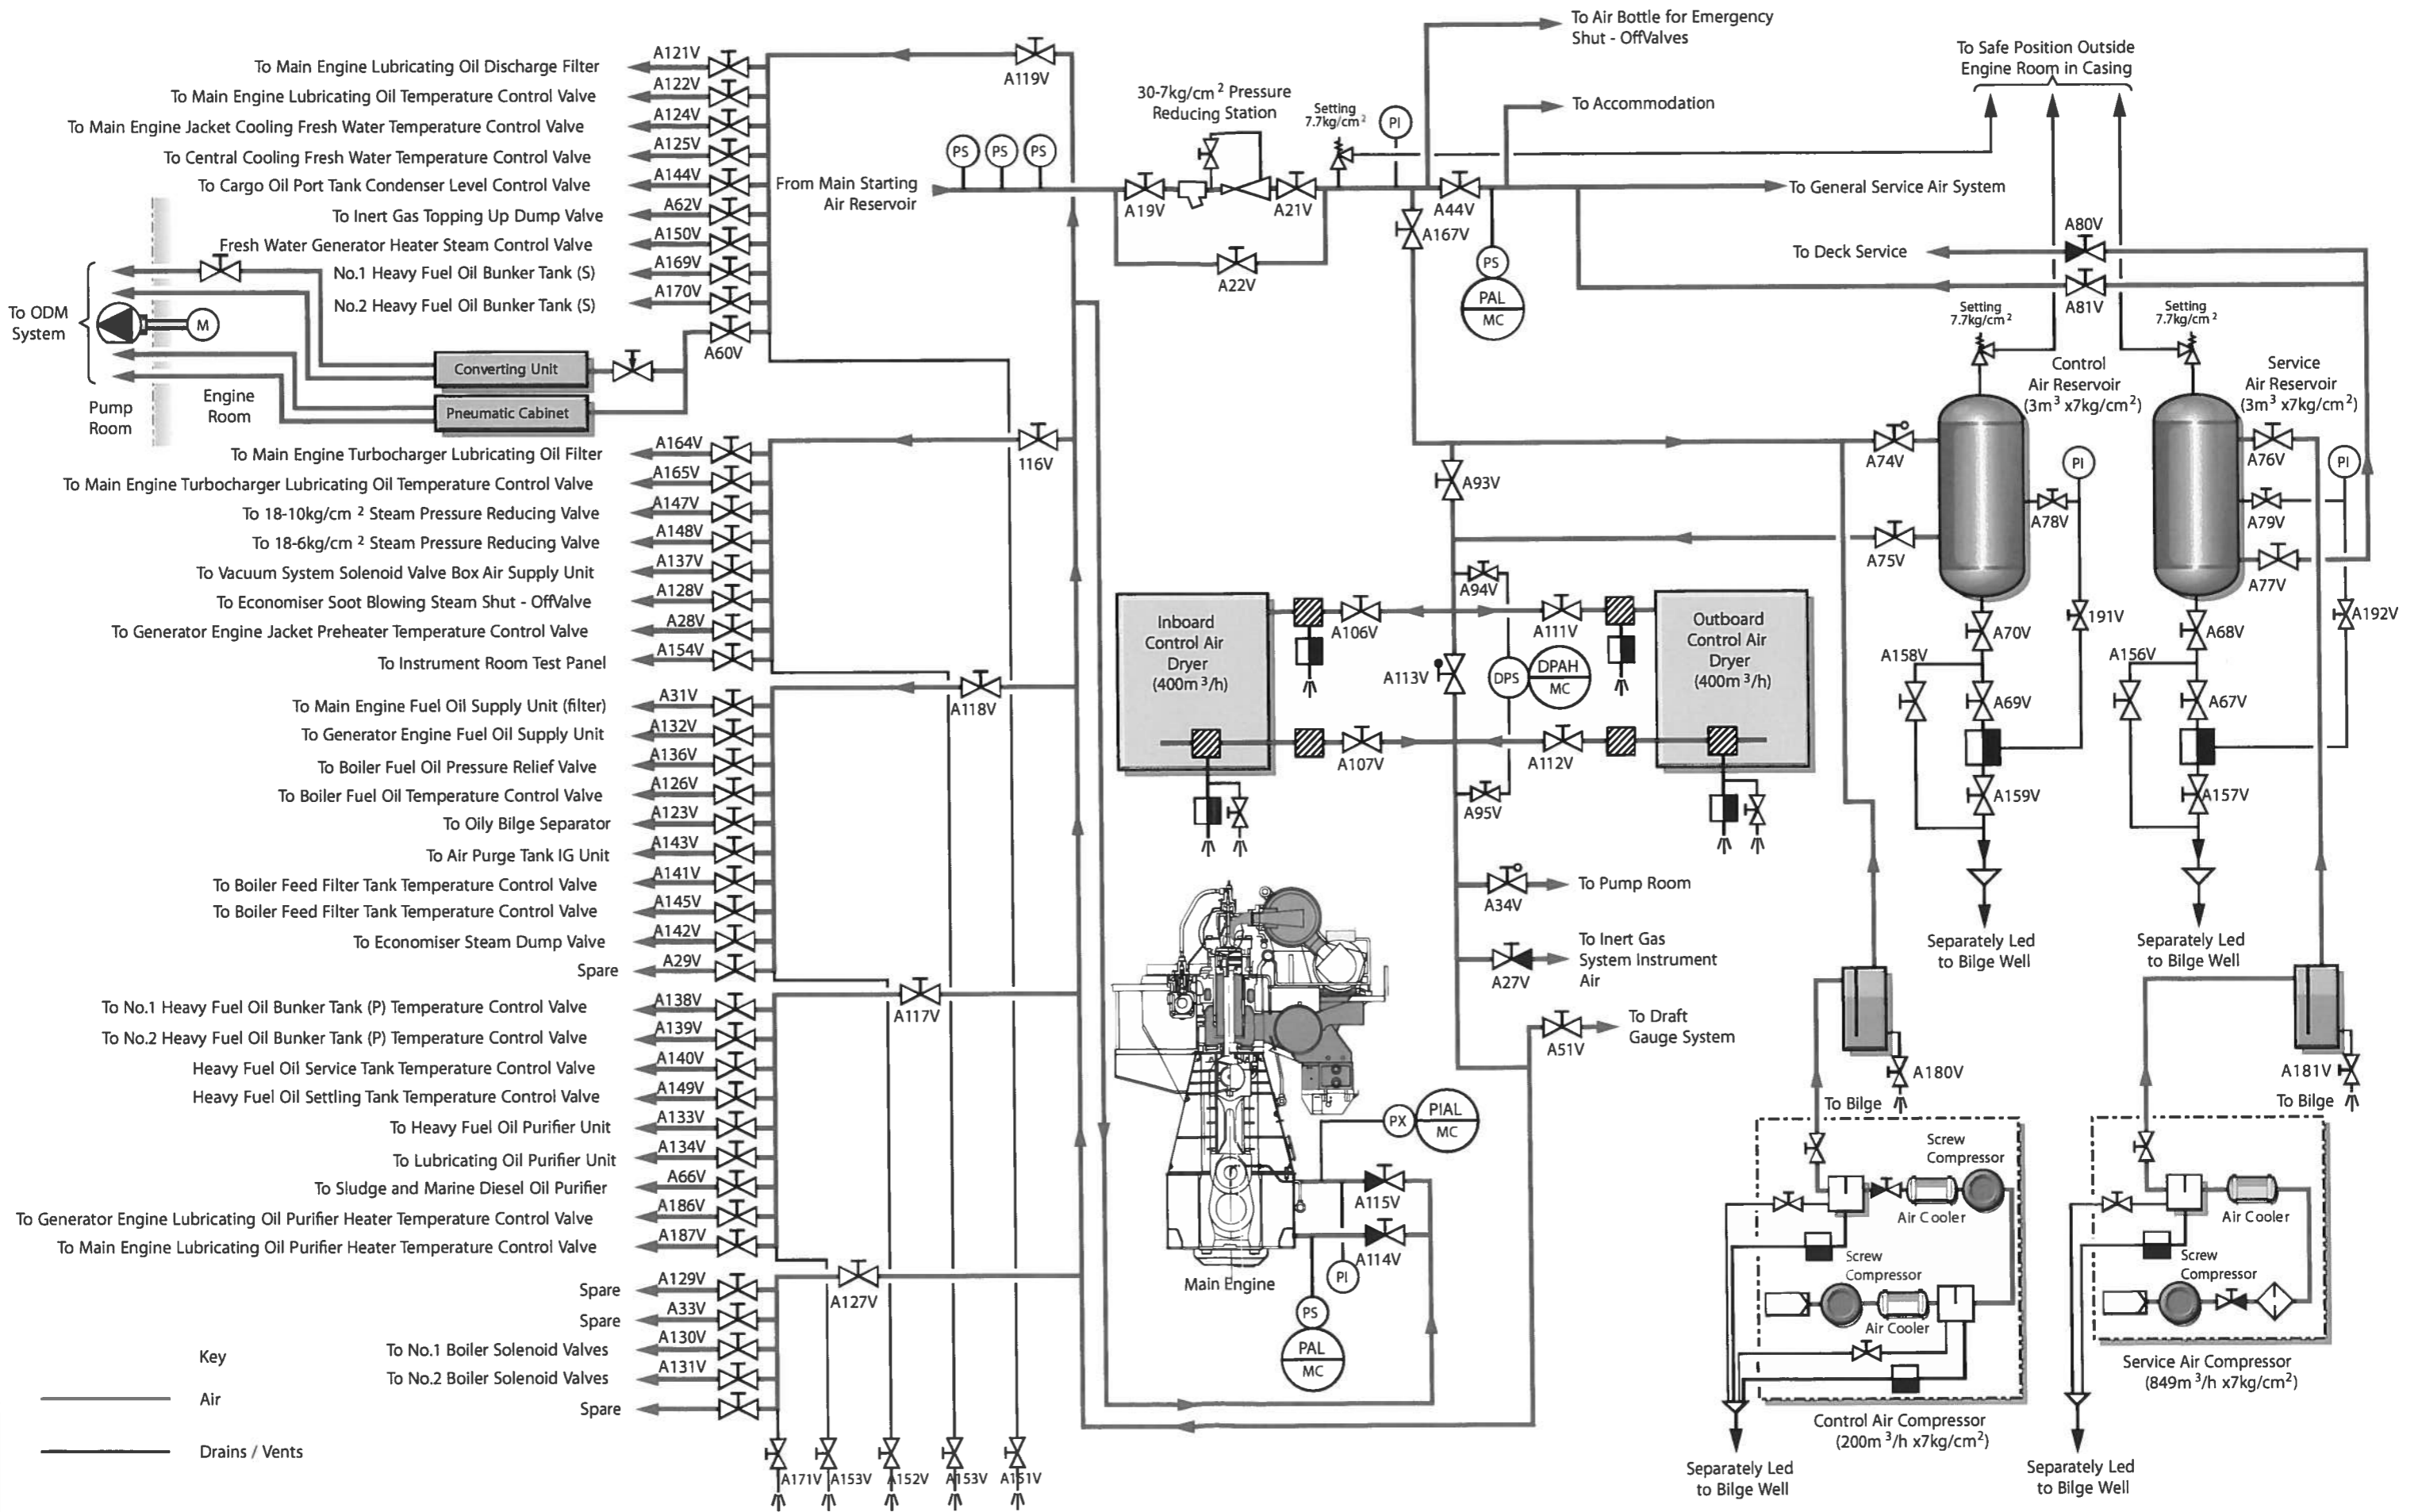 A121V
To Main Engine Lubricating Oil Discharge Filter
A122V
To Main Engine Lubricating Oil Temperature Control Valve
A124V
To Main Engine Jacket Cooling Fresh Water Temperature Control Valve
A125V
To Central Cooling Fresh Water Temperature Control Valve
A144V
To Cargo Oil Port Tank Condenser Level Control Valve
A62V
To Inert Gas Topping Up Dump Valve
A150V
Fresh Water Generator Heater Steam Control Valve
A169V
No.1 Heavy Fuel Oil Bunker Tank (S)
A170V
No.2 Heavy Fuel Oil Bunker Tank (S)
A60V
To ODM
System
M
Converting Unit
Pneumatic Cabinet
Pump
Room
Engine
Room
A119V
From Main Starting
Air Reservoir
PS
PS
PS
30-7kg/cm² Pressure
Reducing Station
A19V
A21V
A22V
Setting
7.7kg/cm²
PI
To Air Bottle for Emergency
Shut - OffValves
To Accommodation
To Safe Position Outside
Engine Room in Casing
A44V
A167V
PS
PAL
MC
To General Service Air System
A80V
To Deck Service
A81V
Setting
7.7kg/cm²
Setting
7.7kg/cm²
Control
Air Reservoir
(3m³ x7kg/cm²)
Service
Air Reservoir
(3m³ x7kg/cm²)
A74V
A75V
PI
A78V
191V
A76V
PI
A79V
A77V
A192V
A70V
A158V
A69V
A159V
A68V
A156V
A67V
A157V
Separately Led
to Bilge Well
Separately Led
to Bilge Well
A164V
To Main Engine Turbocharger Lubricating Oil Filter
A165V
To Main Engine Turbocharger Lubricating Oil Temperature Control Valve
A147V
To 18-10kg/cm² Steam Pressure Reducing Valve
A148V
To 18-6kg/cm² Steam Pressure Reducing Valve
A137V
To Vacuum System Solenoid Valve Box Air Supply Unit
A128V
To Economiser Soot Blowing Steam Shut - OffValve
A28V
To Generator Engine Jacket Preheater Temperature Control Valve
A154V
To Instrument Room Test Panel
116V
A118V
A31V
To Main Engine Fuel Oil Supply Unit (filter)
A132V
To Generator Engine Fuel Oil Supply Unit
A136V
To Boiler Fuel Oil Pressure Relief Valve
A126V
To Boiler Fuel Oil Temperature Control Valve
A123V
To Oily Bilge Separator
A143V
To Air Purge Tank IG Unit
A141V
To Boiler Feed Filter Tank Temperature Control Valve
A145V
To Boiler Feed Filter Tank Temperature Control Valve
A142V
To Economiser Steam Dump Valve
A29V
Spare
A117V
A138V
To No.1 Heavy Fuel Oil Bunker Tank (P) Temperature Control Valve
A139V
To No.2 Heavy Fuel Oil Bunker Tank (P) Temperature Control Valve
A140V
Heavy Fuel Oil Service Tank Temperature Control Valve
A149V
Heavy Fuel Oil Settling Tank Temperature Control Valve
A133V
To Heavy Fuel Oil Purifier Unit
A134V
To Lubricating Oil Purifier Unit
A66V
To Sludge and Marine Diesel Oil Purifier
A186V
To Generator Engine Lubricating Oil Purifier Heater Temperature Control Valve
A187V
To Main Engine Lubricating Oil Purifier Heater Temperature Control Valve
A127V
A129V
Spare
A33V
Spare
A130V
To No.1 Boiler Solenoid Valves
A131V
To No.2 Boiler Solenoid Valves
Spare
Key
Air
Drains / Vents
A171V
A153V
A152V
A153V
A151V
A93V
A94V
Inboard
Control Air
Dryer
(400m³/h)
A106V
A111V
Outboard
Control Air
Dryer
(400m³/h)
A113V
DPS
DPAH
MC
A107V
A112V
A95V
A34V
To Pump Room
A27V
To Inert Gas
System Instrument
Air
A51V
To Draft
Gauge System
PX
PIAL
MC
A115V
A114V
Main Engine
PI
PS
PAL
MC
A180V
To Bilge
A181V
To Bilge
Screw
Compressor
Air Cooler
Screw
Compressor
Air Cooler
Control Air Compressor
(200m³/h x7kg/cm²)
Air Cooler
Screw
Compressor
Service Air Compressor
(849m³/h x7kg/cm²)
Separately Led
to Bilge Well
Separately Led
to Bilge Well